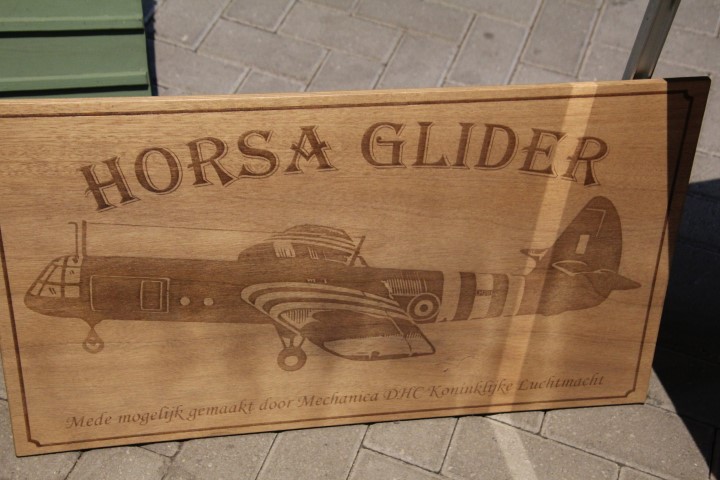 HORSA GLIDER
Mede mogelijk gemaakt door Mechanica DHC Koninklijke Luchtmacht